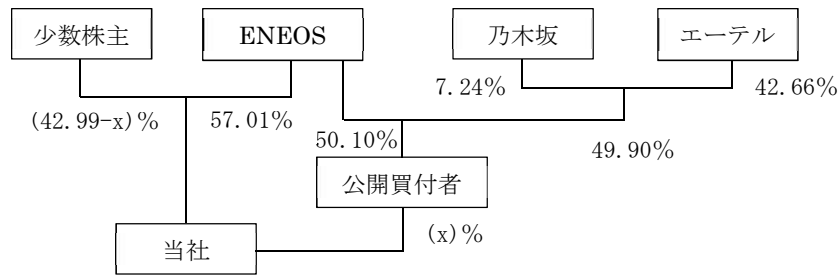 少数株主
ENEOS
乃木坂
エーテル
7.24%
42.66%
(42.99-x)%
57.01%
50.10%
49.90%
公開買付者
(x)%
当社